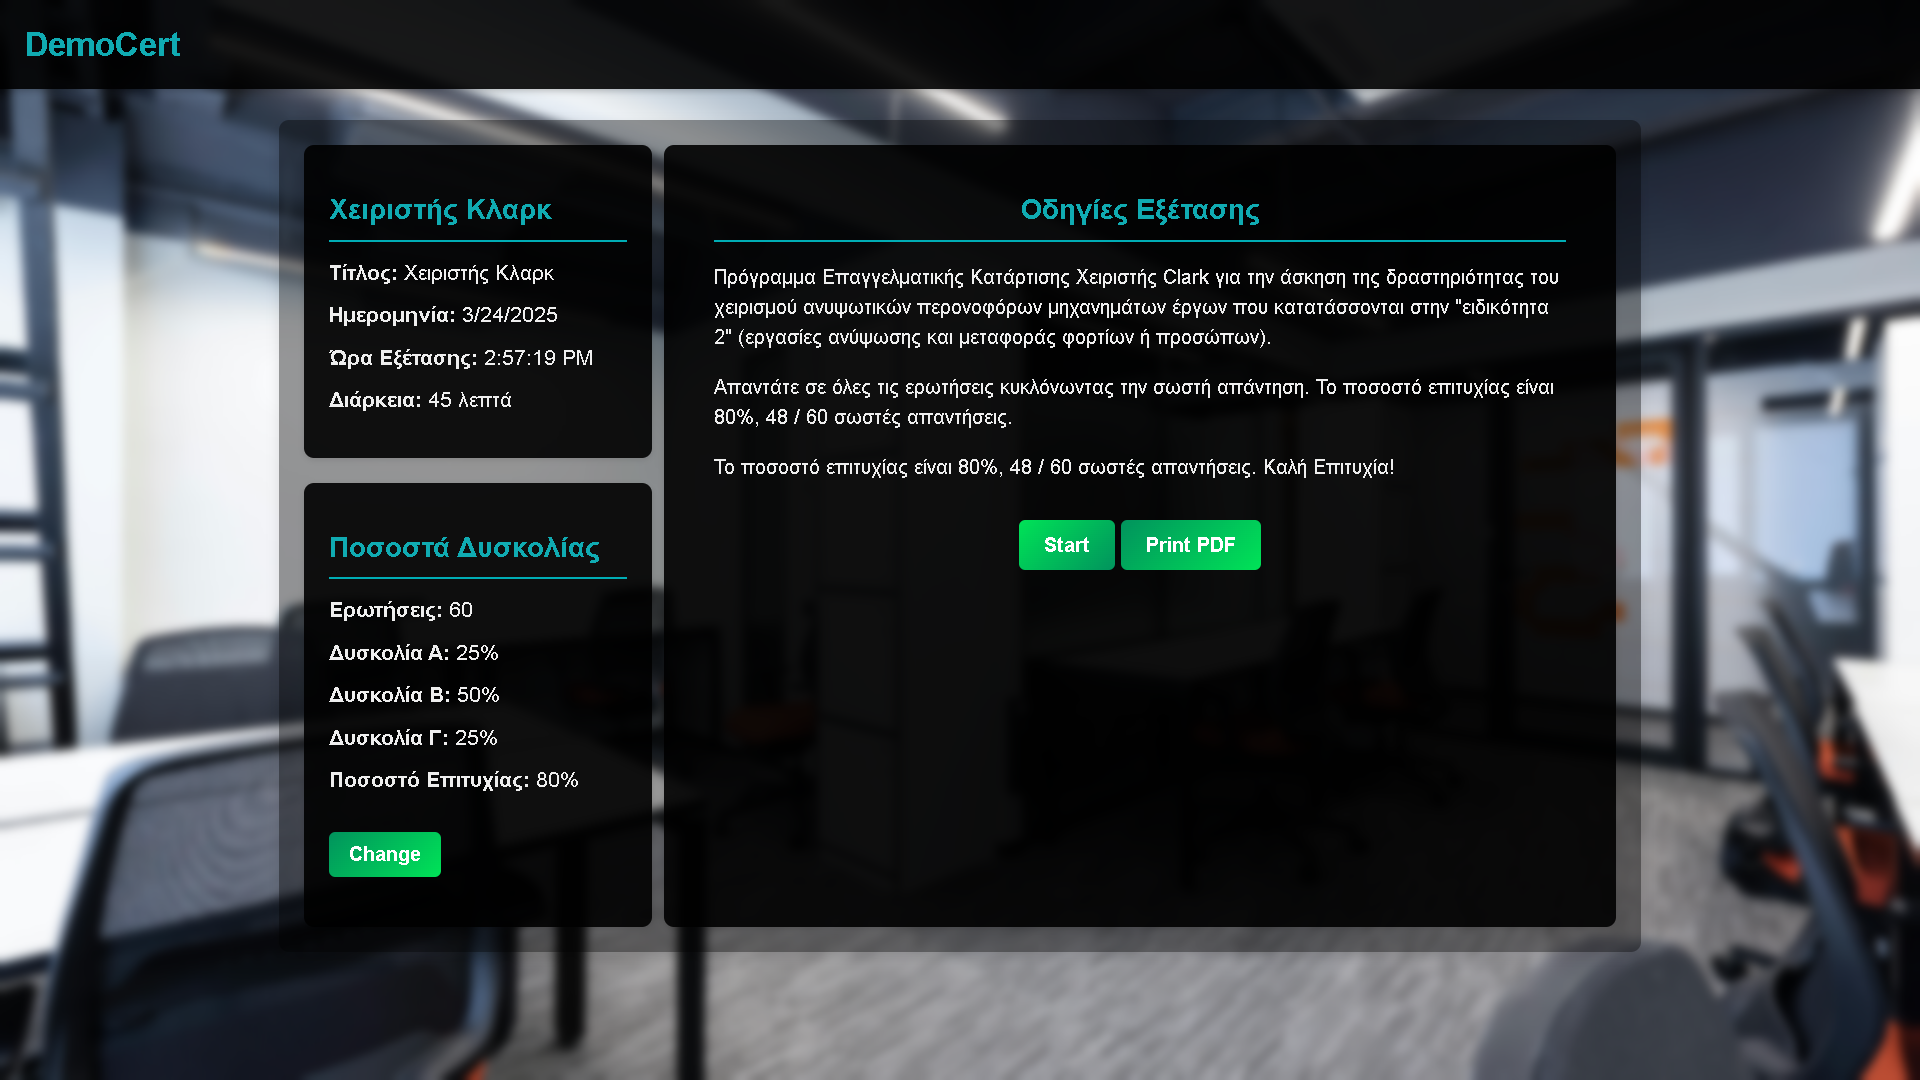 DemoCert
Χειριστής Κλαρκ
Τίτλος: Χειριστής Κλαρκ
Ημερομηνία: 3/24/2025
Ώρα Εξέτασης: 2:57:19 PM
Διάρκεια: 45 λεπτά
Ποσοστά Δυσκολίας
Ερωτήσεις: 60
Δυσκολία Α: 25%
Δυσκολία Β: 50%
Δυσκολία Γ: 25%
Ποσοστό Επιτυχίας: 80%
Change
Οδηγίες Εξέτασης
Πρόγραμμα Επαγγελματικής Κατάρτισης Χειριστής Clark για την άσκηση της δραστηριότητας του
χειρισμού ανυψωτικών περονοφόρων μηχανημάτων έργων που κατατάσσονται στην "ειδικότητα
2" (εργασίες ανύψωσης και μεταφοράς φορτίων ή προσώπων).
Απαντάτε σε όλες τις ερωτήσεις κυκλόνωντας την σωστή απάντηση. Το ποσοστό επιτυχίας είναι
80%, 48 / 60 σωστές απαντήσεις.
Το ποσοστό επιτυχίας είναι 80%, 48 / 60 σωστές απαντήσεις. Καλή Επιτυχία!
Start
Print PDF